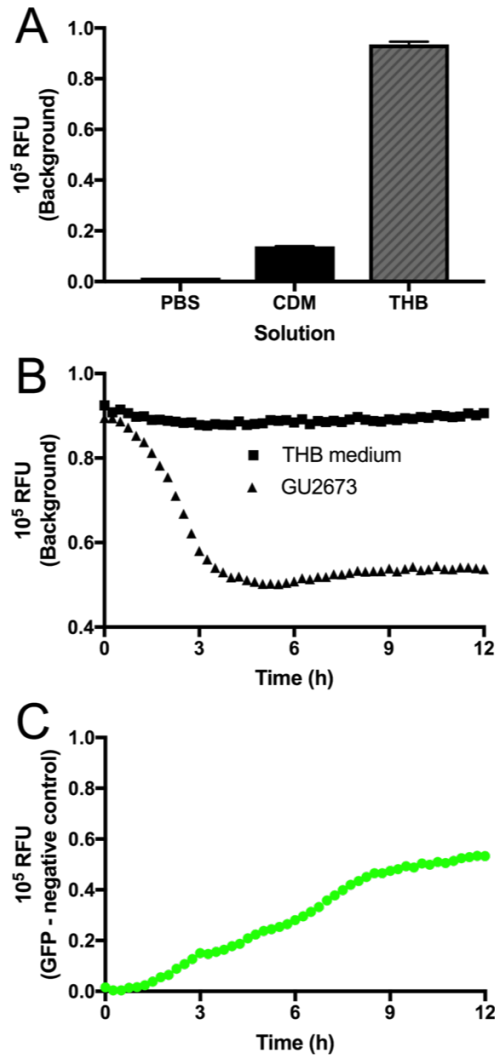 A
10⁵ RFU
(Background)
1.0
0.8
0.6
0.4
0.2
0.0
PBS CDM THB
Solution
B
10⁵ RFU
(Background)
1.0
0.8
0.6
0.4
THB medium
GU2673
0 3 6 9 12
Time (h)
C
10⁵ RFU
(GFP - negative control)
1.0
0.8
0.6
0.4
0.2
0.0
0 3 6 9 12
Time (h)